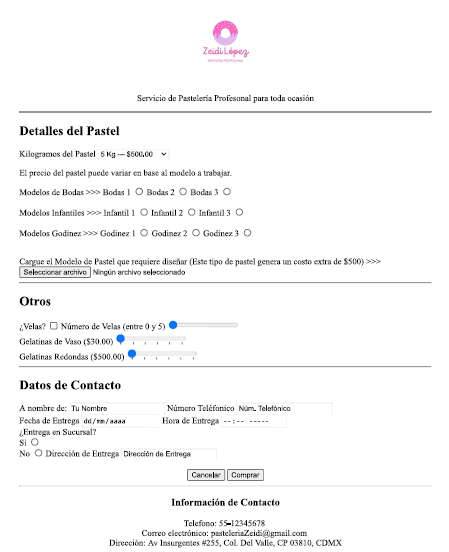 Zeidi López
Servicio de Pastelería Profesonal para toda ocasión
Detalles del Pastel
Kilogramos del Pastel 5 Kg — $500.00
El precio del pastel puede variar en base al modelo a trabajar.
Modelos de Bodas >>> Bodas 1 Bodas 2 Bodas 3
Modelos Infantiles >>> Infantil 1 Infantil 2 Infantil 3
Modelos Godinez >>> Godinez 1 Godinez 2 Godinez 3
Cargue el Modelo de Pastel que requiere diseñar (Este tipo de pastel genera un costo extra de $500) >>>
Seleccionar archivo Ningún archivo seleccionado
Otros
¿Velas? Número de Velas (entre 0 y 5)
Gelatinas de Vaso ($30.00)
Gelatinas Redondas ($500.00)
Datos de Contacto
A nombre de: Tu Nombre Número Teléfonico Núm. Telefónico
Fecha de Entrega dd/mm/aaaa Hora de Entrega --:-- -----
¿Entrega en Sucursal?
Si
No Dirección de Entrega Dirección de Entrega
Cancelar Comprar
Información de Contacto
Telefono: 55-12345678
Correo electrónico: pasteleriaZeidi@gmail.com
Dirección: Av Insurgentes #255, Col. Del Valle, CP 03810, CDMX